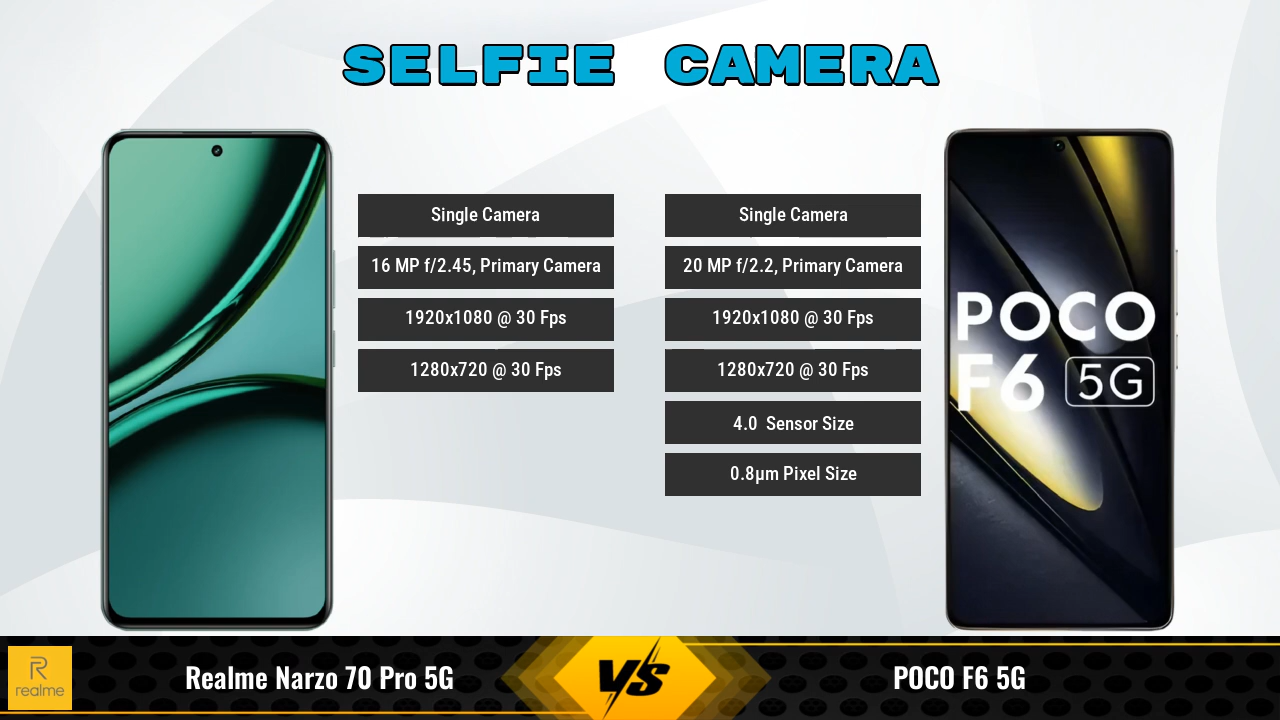 SELFIE CAMERA
Single Camera
16 MP f/2.45, Primary Camera
1920x1080 @ 30 Fps
1280x720 @ 30 Fps
Single Camera
20 MP f/2.2, Primary Camera
1920x1080 @ 30 Fps
1280x720 @ 30 Fps
4.0 Sensor Size
0.8µm Pixel Size
POCO
F6 5G
R
realme
Realme Narzo 70 Pro 5G
VS
POCO F6 5G